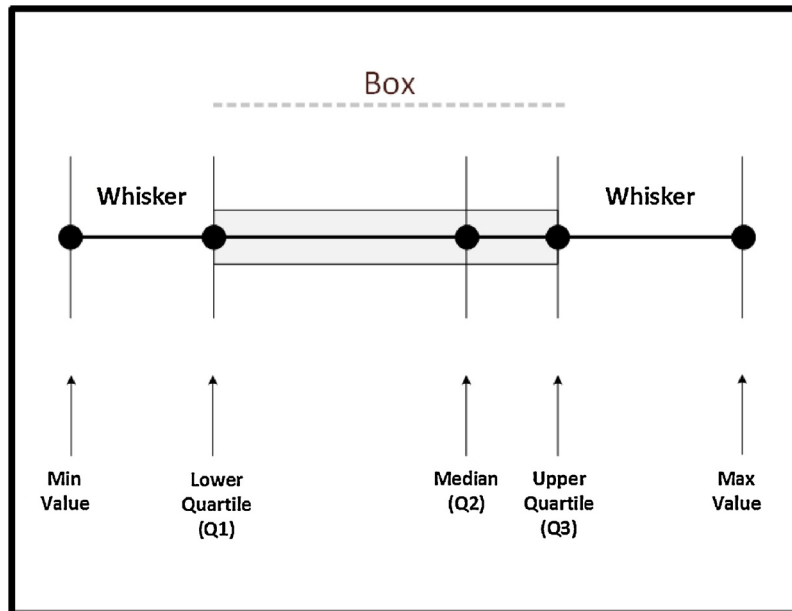 Box
Whisker
Whisker
Min
Value
Lower
Quartile
(Q1)
Median
(Q2)
Upper
Quartile
(Q3)
Max
Value